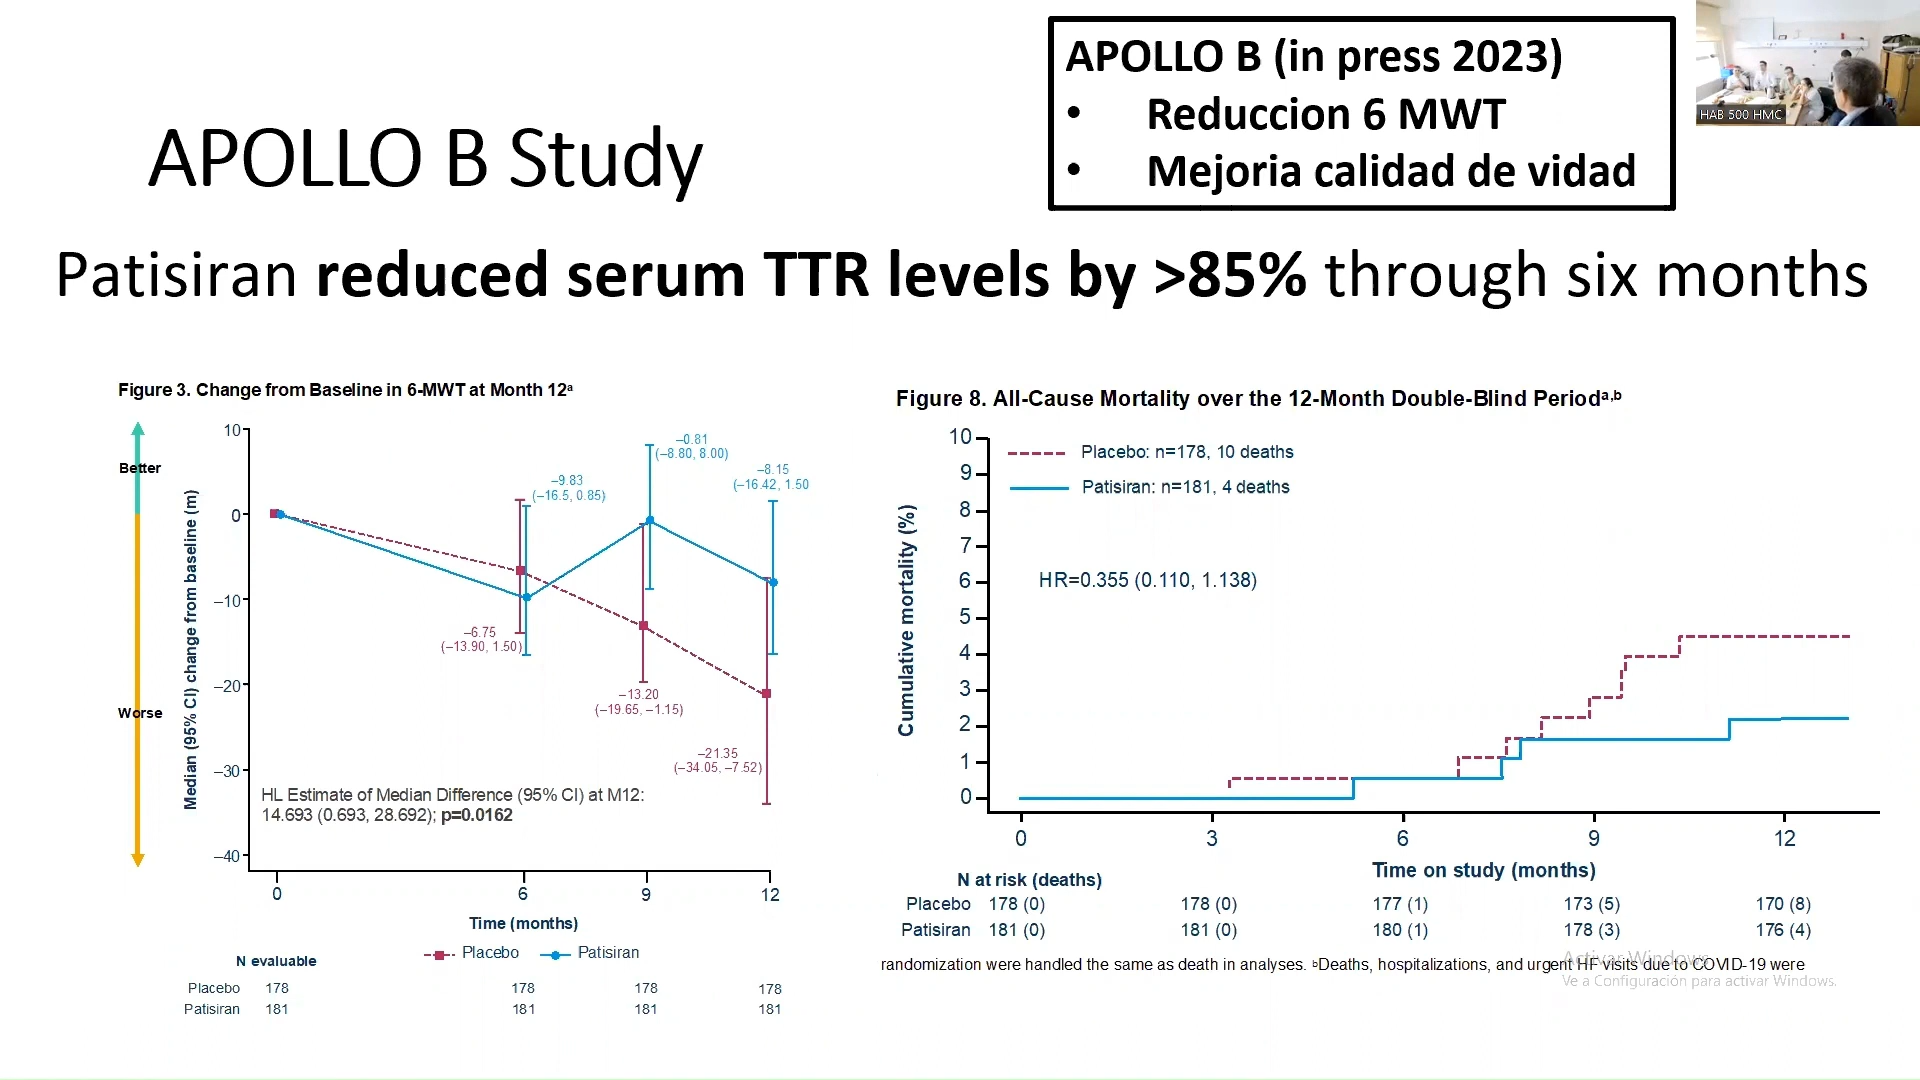 APOLLO B (in press 2023)
• Reduccion 6 MWT
• Mejoria calidad de vidad
HAB 500 HMC
APOLLO B Study
Patisiran reduced serum TTR levels by >85% through six months
Figure 3. Change from Baseline in 6-MWT at Month 12ᵃ
Better
Worse
Median (95% CI) change from baseline (m)
10
0
–10
–20
–30
–40
–9.83
(–16.5, 0.85)
–0.81
(–8.80, 8.00)
–8.15
(–16.42, 1.50
–6.75
(–13.90, 1.50)
–13.20
(–19.65, –1.15)
–21.35
(–34.05, –7.52)
HL Estimate of Median Difference (95% CI) at M12:
14.693 (0.693, 28.692); p=0.0162
0 6 9 12
Time (months)
Placebo Patisiran
N evaluable
Placebo 178 178 178 178
Patisiran 181 181 181 181
Figure 8. All-Cause Mortality over the 12-Month Double-Blind Periodᵃ,ᵇ
Cumulative mortality (%)
10
9
8
7
6
5
4
3
2
1
0
Placebo: n=178, 10 deaths
Patisiran: n=181, 4 deaths
HR=0.355 (0.110, 1.138)
0 3 6 9 12
Time on study (months)
N at risk (deaths)
Placebo 178 (0) 178 (0) 177 (1) 173 (5) 170 (8)
Patisiran 181 (0) 181 (0) 180 (1) 178 (3) 176 (4)
randomization were handled the same as death in analyses. ᵇDeaths, hospitalizations, and urgent HF visits due to COVID-19 were
Activar Windows
Ve a Configuración para activar Windows.